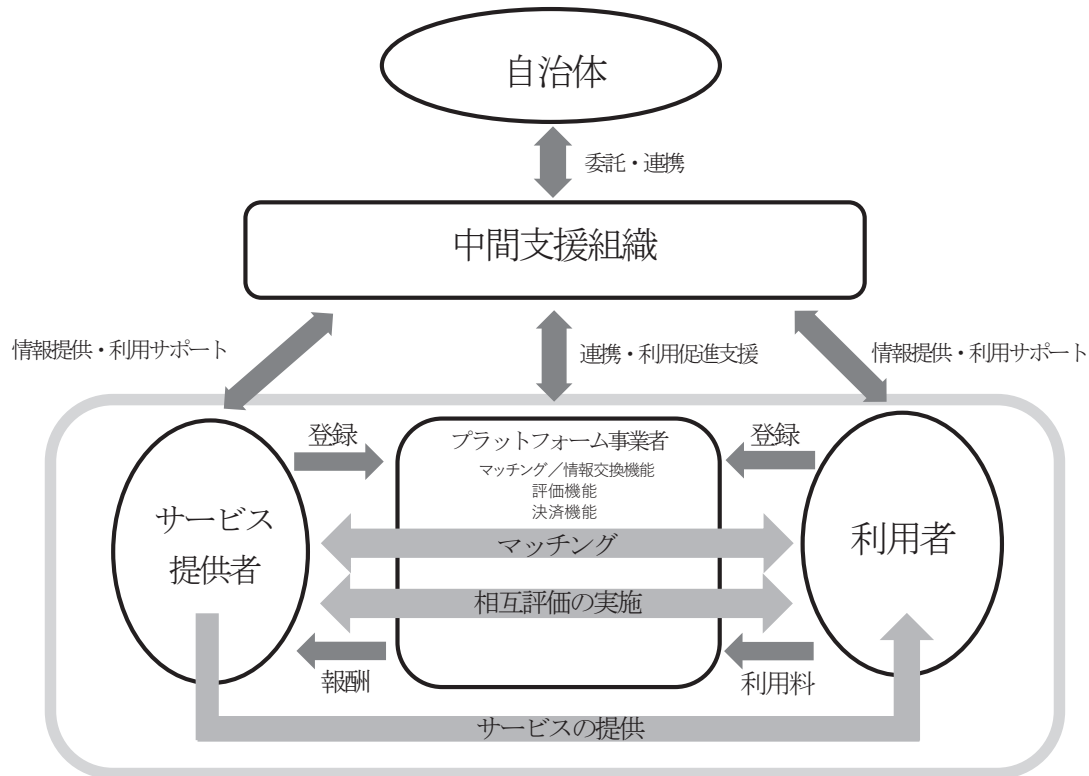 自治体
委託・連携
中間支援組織
情報提供・利用サポート
連携・利用促進支援
情報提供・利用サポート
登録
プラットフォーム事業者
登録
マッチング／情報交換機能
評価機能
決済機能
サービス
提供者
利用者
マッチング
相互評価の実施
報酬
利用料
サービスの提供